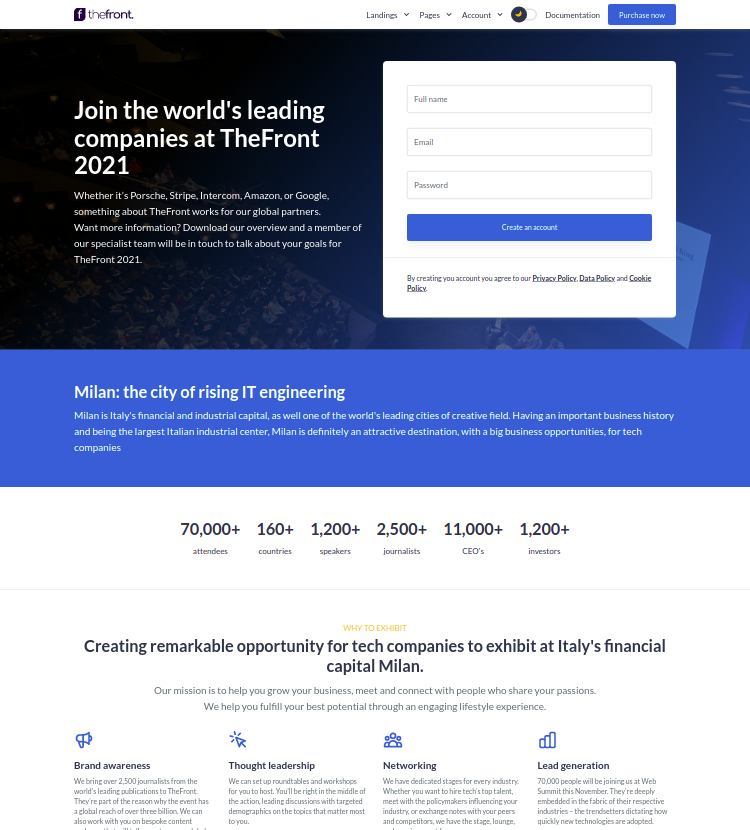 thefront.
Landings Pages Account Documentation Purchase now
Join the world's leading
companies at TheFront
2021
Whether it's Porsche, Stripe, Intercom, Amazon, or Google,
something about TheFront works for our global partners.
Want more information? Download our overview and a member of
our specialist team will be in touch to talk about your goals for
TheFront 2021.
Full name
Email
Password
Create an account
By creating you account you agree to our Privacy Policy, Data Policy and Cookie
Policy.
Milan: the city of rising IT engineering
Milan is Italy's financial and industrial capital, as well one of the world's leading cities of creative field. Having an important business history
and being the largest Italian industrial center, Milan is definitely an attractive destination, with a big business opportunities, for tech
companies
70,000+ 160+ 1,200+ 2,500+ 11,000+ 1,200+
attendees countries speakers journalists CEO's investors
WHY TO EXHIBIT
Creating remarkable opportunity for tech companies to exhibit at Italy's financial
capital Milan.
Our mission is to help you grow your business, meet and connect with people who share your passions.
We help you fulfill your best potential through an engaging lifestyle experience.
Brand awareness
We bring over 2,500 journalists from the
world's leading publications to TheFront.
They're part of the reason why the event has
a global reach of over three billion. We can
also work with you on bespoke content
Thought leadership
We can set up roundtables and workshops
for you to host. You'll be right in the middle of
the action, leading discussions with targeted
demographics on the topics that matter most
to you.
Networking
We have dedicated stages for every industry.
Whether you want to hire tech's top talent,
meet with the policymakers influencing your
industry, or exchange notes with your peers
and competitors, we have the stage, lounge,
Lead generation
70,000 people will be joining us at Web
Summit this November. They're deeply
embedded in the fabric of their respective
industries – the trendsetters dictating how
quickly new technologies are adopted.